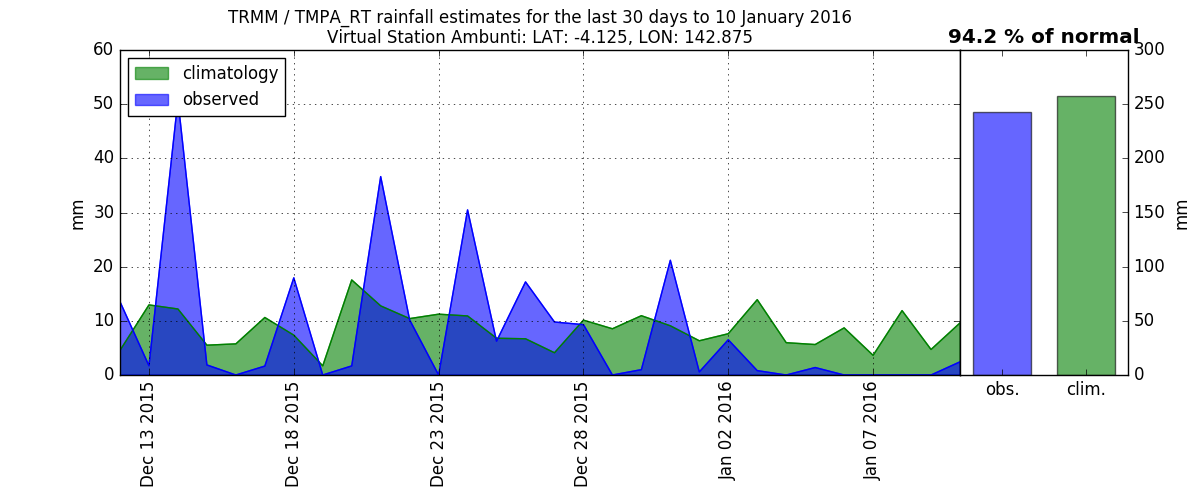 TRMM / TMPA_RT rainfall estimates for the last 30 days to 10 January 2016
Virtual Station Ambunti: LAT: -4.125, LON: 142.875
94.2 % of normal
climatology
observed
60
50
40
30
20
10
0
mm
Dec 13 2015
Dec 18 2015
Dec 23 2015
Dec 28 2015
Jan 02 2016
Jan 07 2016
300
250
200
150
100
50
0
mm
obs.
clim.